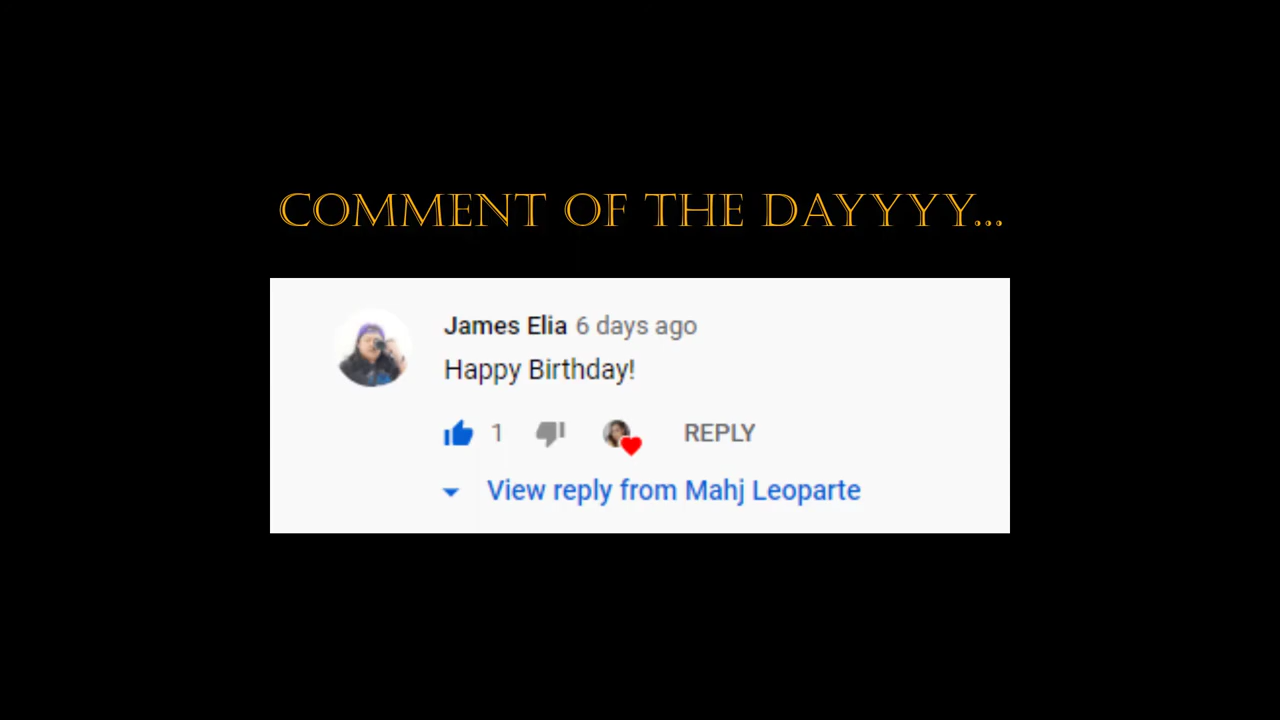 COMMENT OF THE DAYYYY...
James Elia 6 days ago
Happy Birthday!
1 REPLY
View reply from Mahj Leoparte